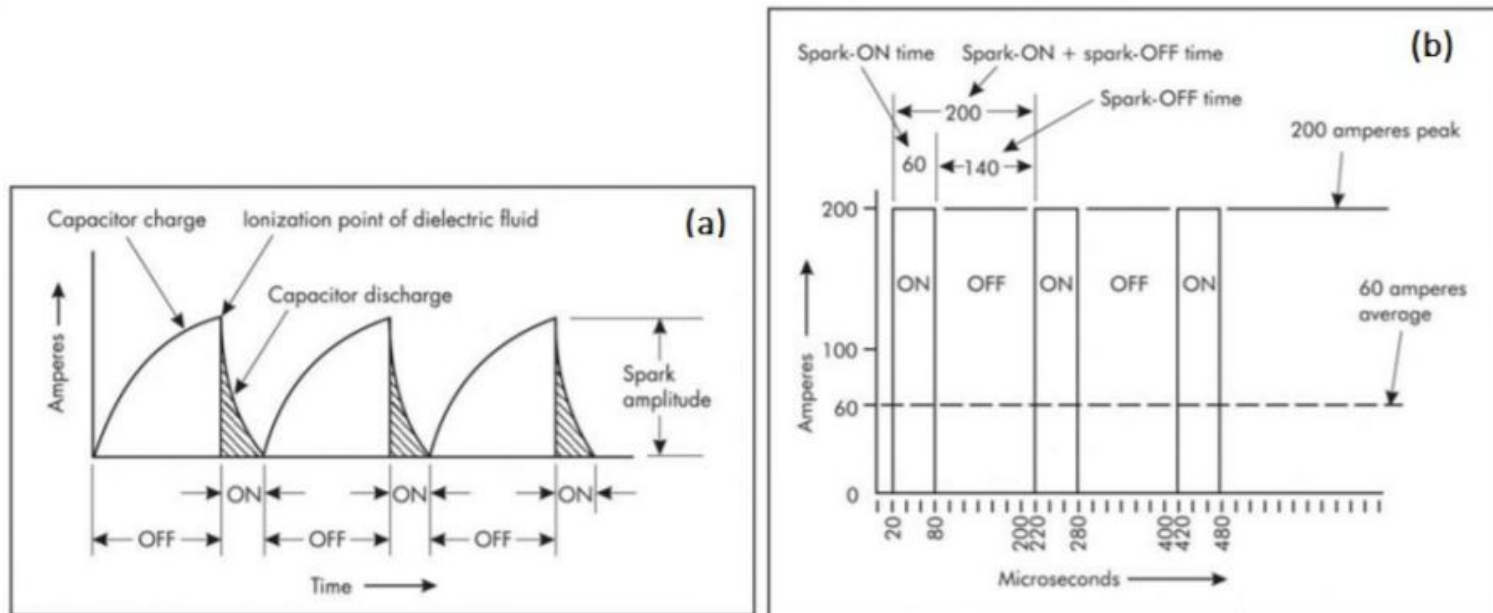 (a)
Capacitor charge
Ionization point of dielectric fluid
Capacitor discharge
Amperes
Spark
amplitude
ON
ON
ON
OFF
OFF
OFF
Time
(b)
Spark-ON time
Spark-ON + spark-OFF time
200
Spark-OFF time
60
140
200 amperes peak
200
ON
OFF
ON
OFF
ON
60 amperes
average
Amperes
100
60
0
20
80
200
220
280
400
420
480
Microseconds